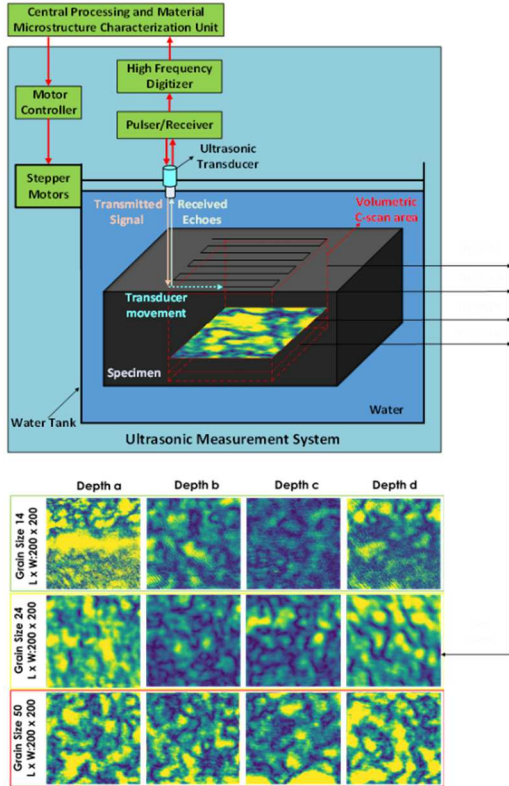 Central Processing and Material
Microstructure Characterization Unit
High Frequency
Digitizer
Motor
Controller
Pulser/Receiver
Ultrasonic
Transducer
Stepper
Motors
Transmitted
Signal
Received
Echoes
Volumetric
C-scan area
Transducer
movement
Specimen
Water Tank
Water
Ultrasonic Measurement System
Depth a
Depth b
Depth c
Depth d
Grain Size 14
L x W:200 x 200
Grain Size 24
L x W:200 x 200
Grain Size 50
L x W:200 x 200